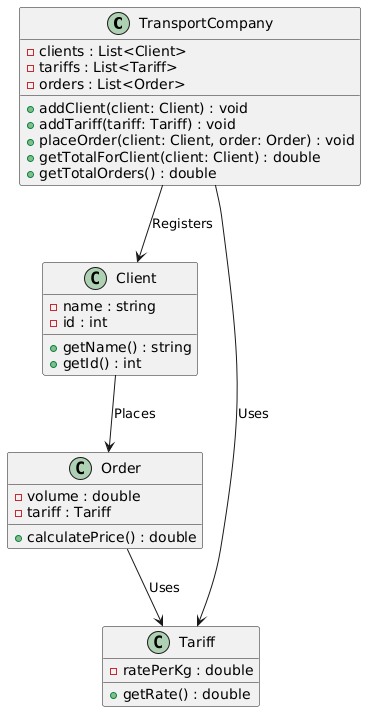 C TransportCompany
clients : List<Client>
tariffs : List<Tariff>
orders : List<Order>
addClient(client: Client) : void
addTariff(tariff: Tariff) : void
placeOrder(client: Client, order: Order) : void
getTotalForClient(client: Client) : double
getTotalOrders() : double
Registers
C Client
name : string
id : int
getName() : string
getId() : int
Places
Uses
C Order
volume : double
tariff : Tariff
calculatePrice() : double
Uses
C Tariff
ratePerKg : double
getRate() : double